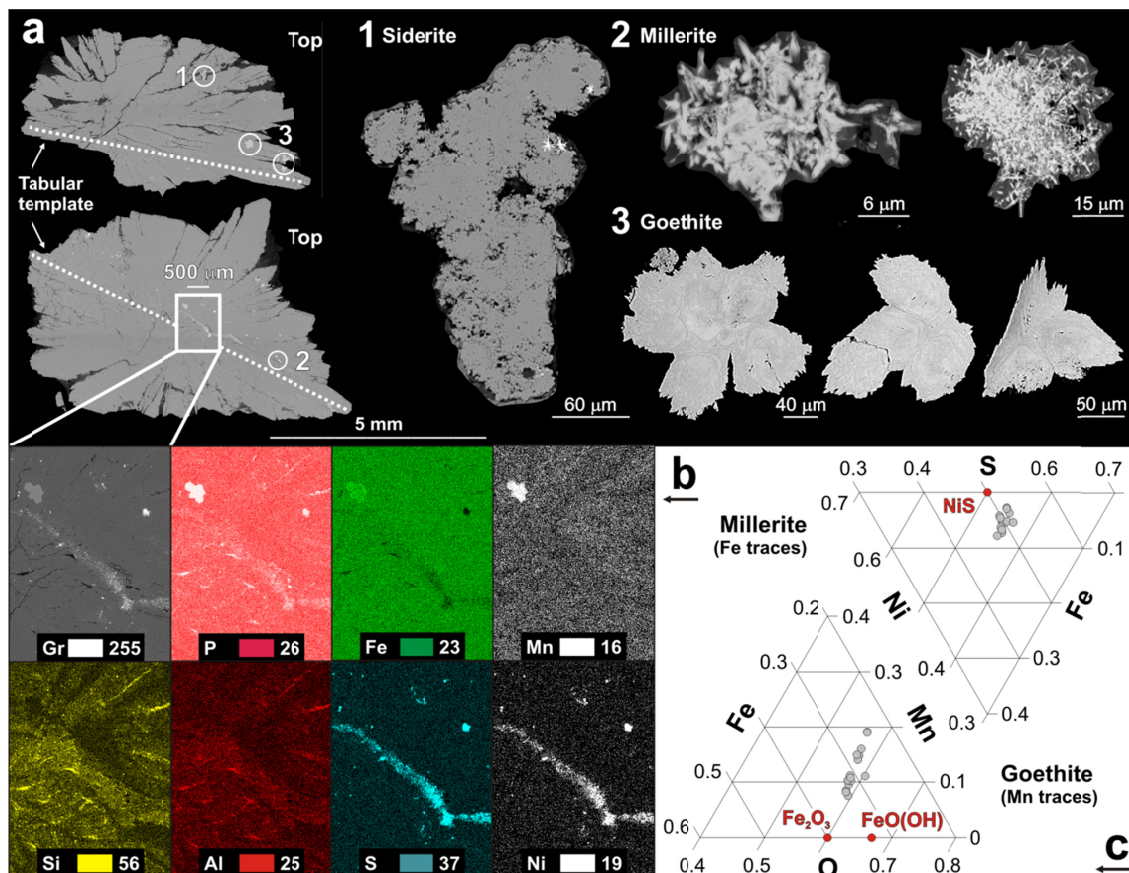 a
Top
1
3
Tabular
template
Top
500 µm
2
5 mm
1 Siderite
60 µm
2 Millerite
6 µm
15 µm
3 Goethite
40 µm
50 µm
Gr 255
P 26
Fe 23
Mn 16
Si 56
Al 25
S 37
Ni 19
b
0.3 0.4 S 0.6 0.7
NiS
0.7
Millerite
(Fe traces)
0.6
0.1
Ni
Fe
0.2
0.4
0.4
0.3
0.3
0.3
0.3
0.4
Fe
Mn
0.5
0.1
Goethite
(Mn traces)
Fe₂O₃
FeO(OH)
0.6
0
0.4 0.5 O 0.7 0.8
c